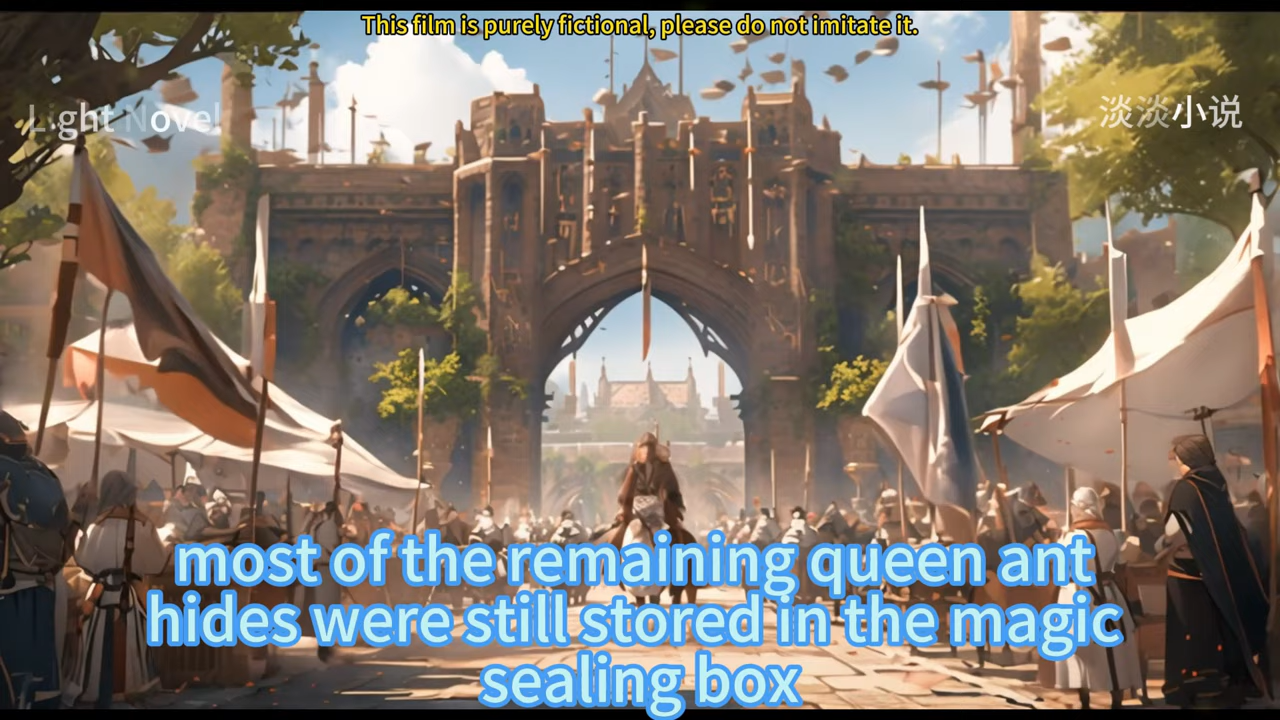 This film is purely fictional, please do not imitate it.
Light Novel
淡淡小说
most of the remaining queen ant
hides were still stored in the magic
sealing box